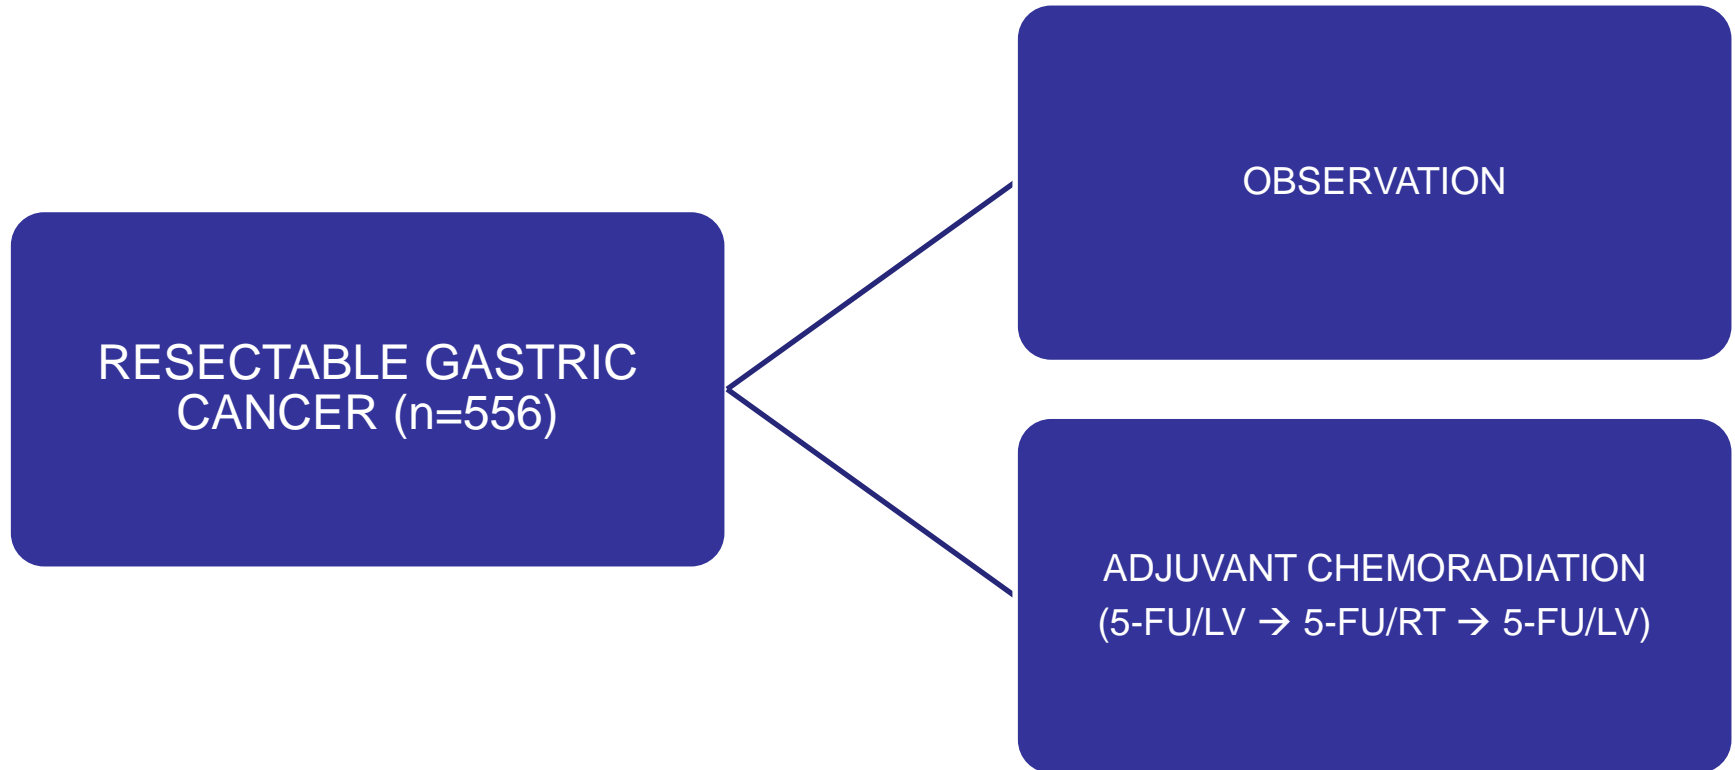 RESECTABLE GASTRIC
CANCER (n=556)
OBSERVATION
ADJUVANT CHEMORADIATION
(5-FU/LV → 5-FU/RT → 5-FU/LV)